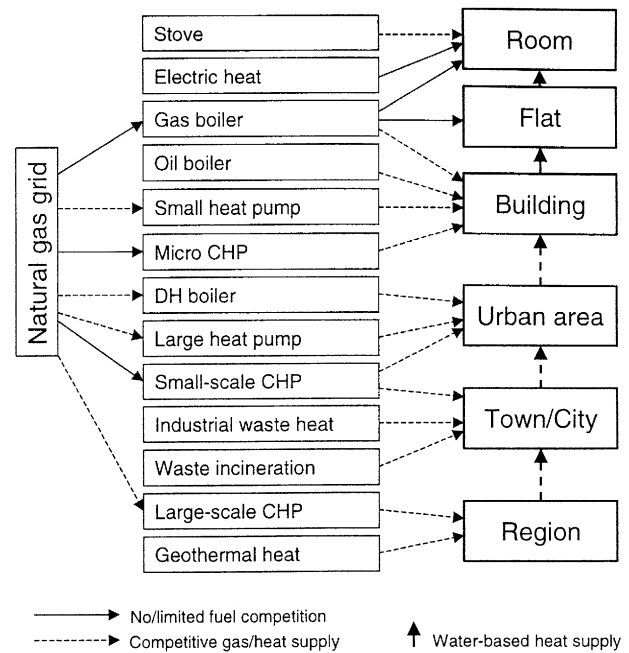 Natural gas grid
Stove
Electric heat
Gas boiler
Oil boiler
Small heat pump
Micro CHP
DH boiler
Large heat pump
Small-scale CHP
Industrial waste heat
Waste incineration
Large-scale CHP
Geothermal heat
Room
Flat
Building
Urban area
Town/City
Region
No/limited fuel competition
Competitive gas/heat supply
Water-based heat supply